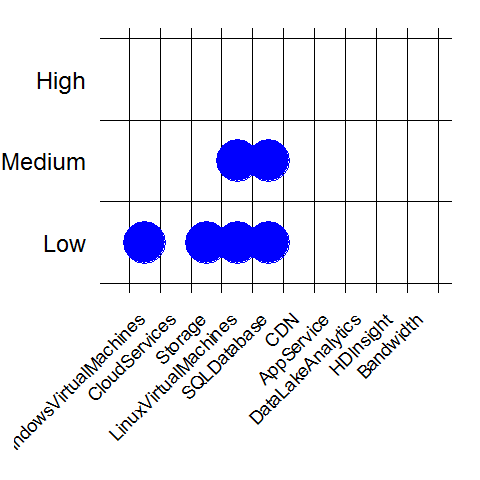 High
Medium
Low
ndowsVirtualMachines
CloudServices
Storage
LinuxVirtualMachines
SQLDatabase
CDN
AppService
DataLakeAnalytics
HDInsight
Bandwidth